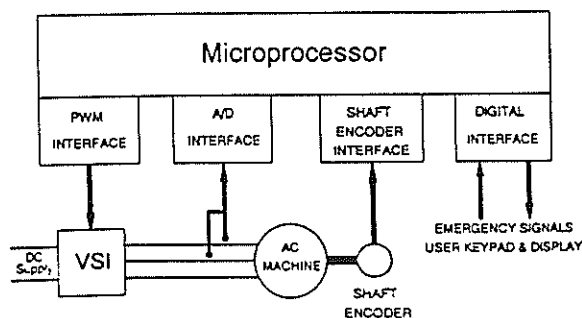 Microprocessor
PWM
INTERFACE
A/D
INTERFACE
SHAFT
ENCODER
INTERFACE
DIGITAL
INTERFACE
EMERGENCY SIGNALS
USER KEYPAD & DISPLAY
DC
Supply
VSI
AC
MACHINE
SHAFT
ENCODER